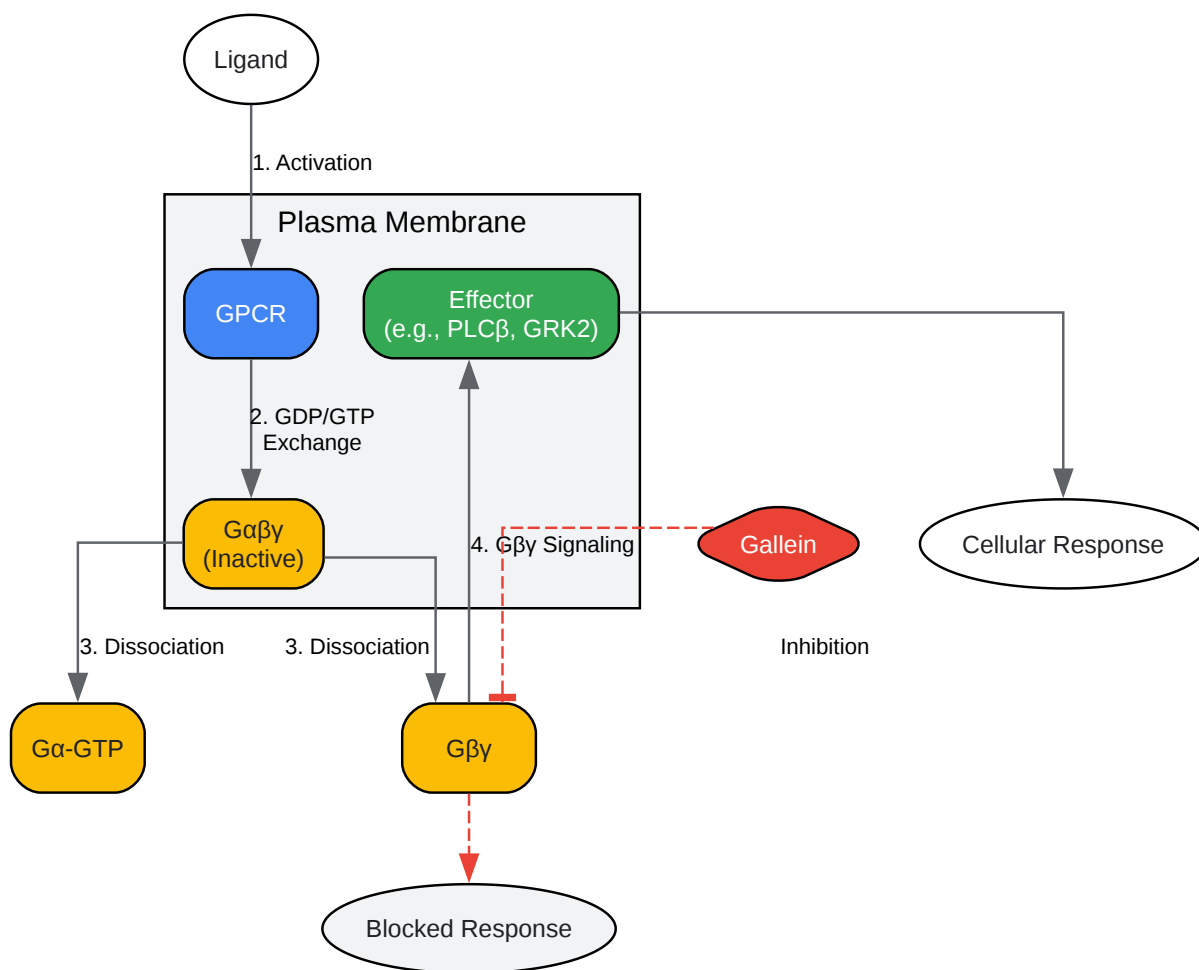 Ligand
1. Activation
Plasma Membrane
GPCR
Effector
(e.g., PLCβ, GRK2)
2. GDP/GTP
Exchange
Gαβγ
(Inactive)
4. Gβγ Signaling
Gallein
Cellular Response
3. Dissociation
3. Dissociation
Inhibition
Gα-GTP
Gβγ
Blocked Response